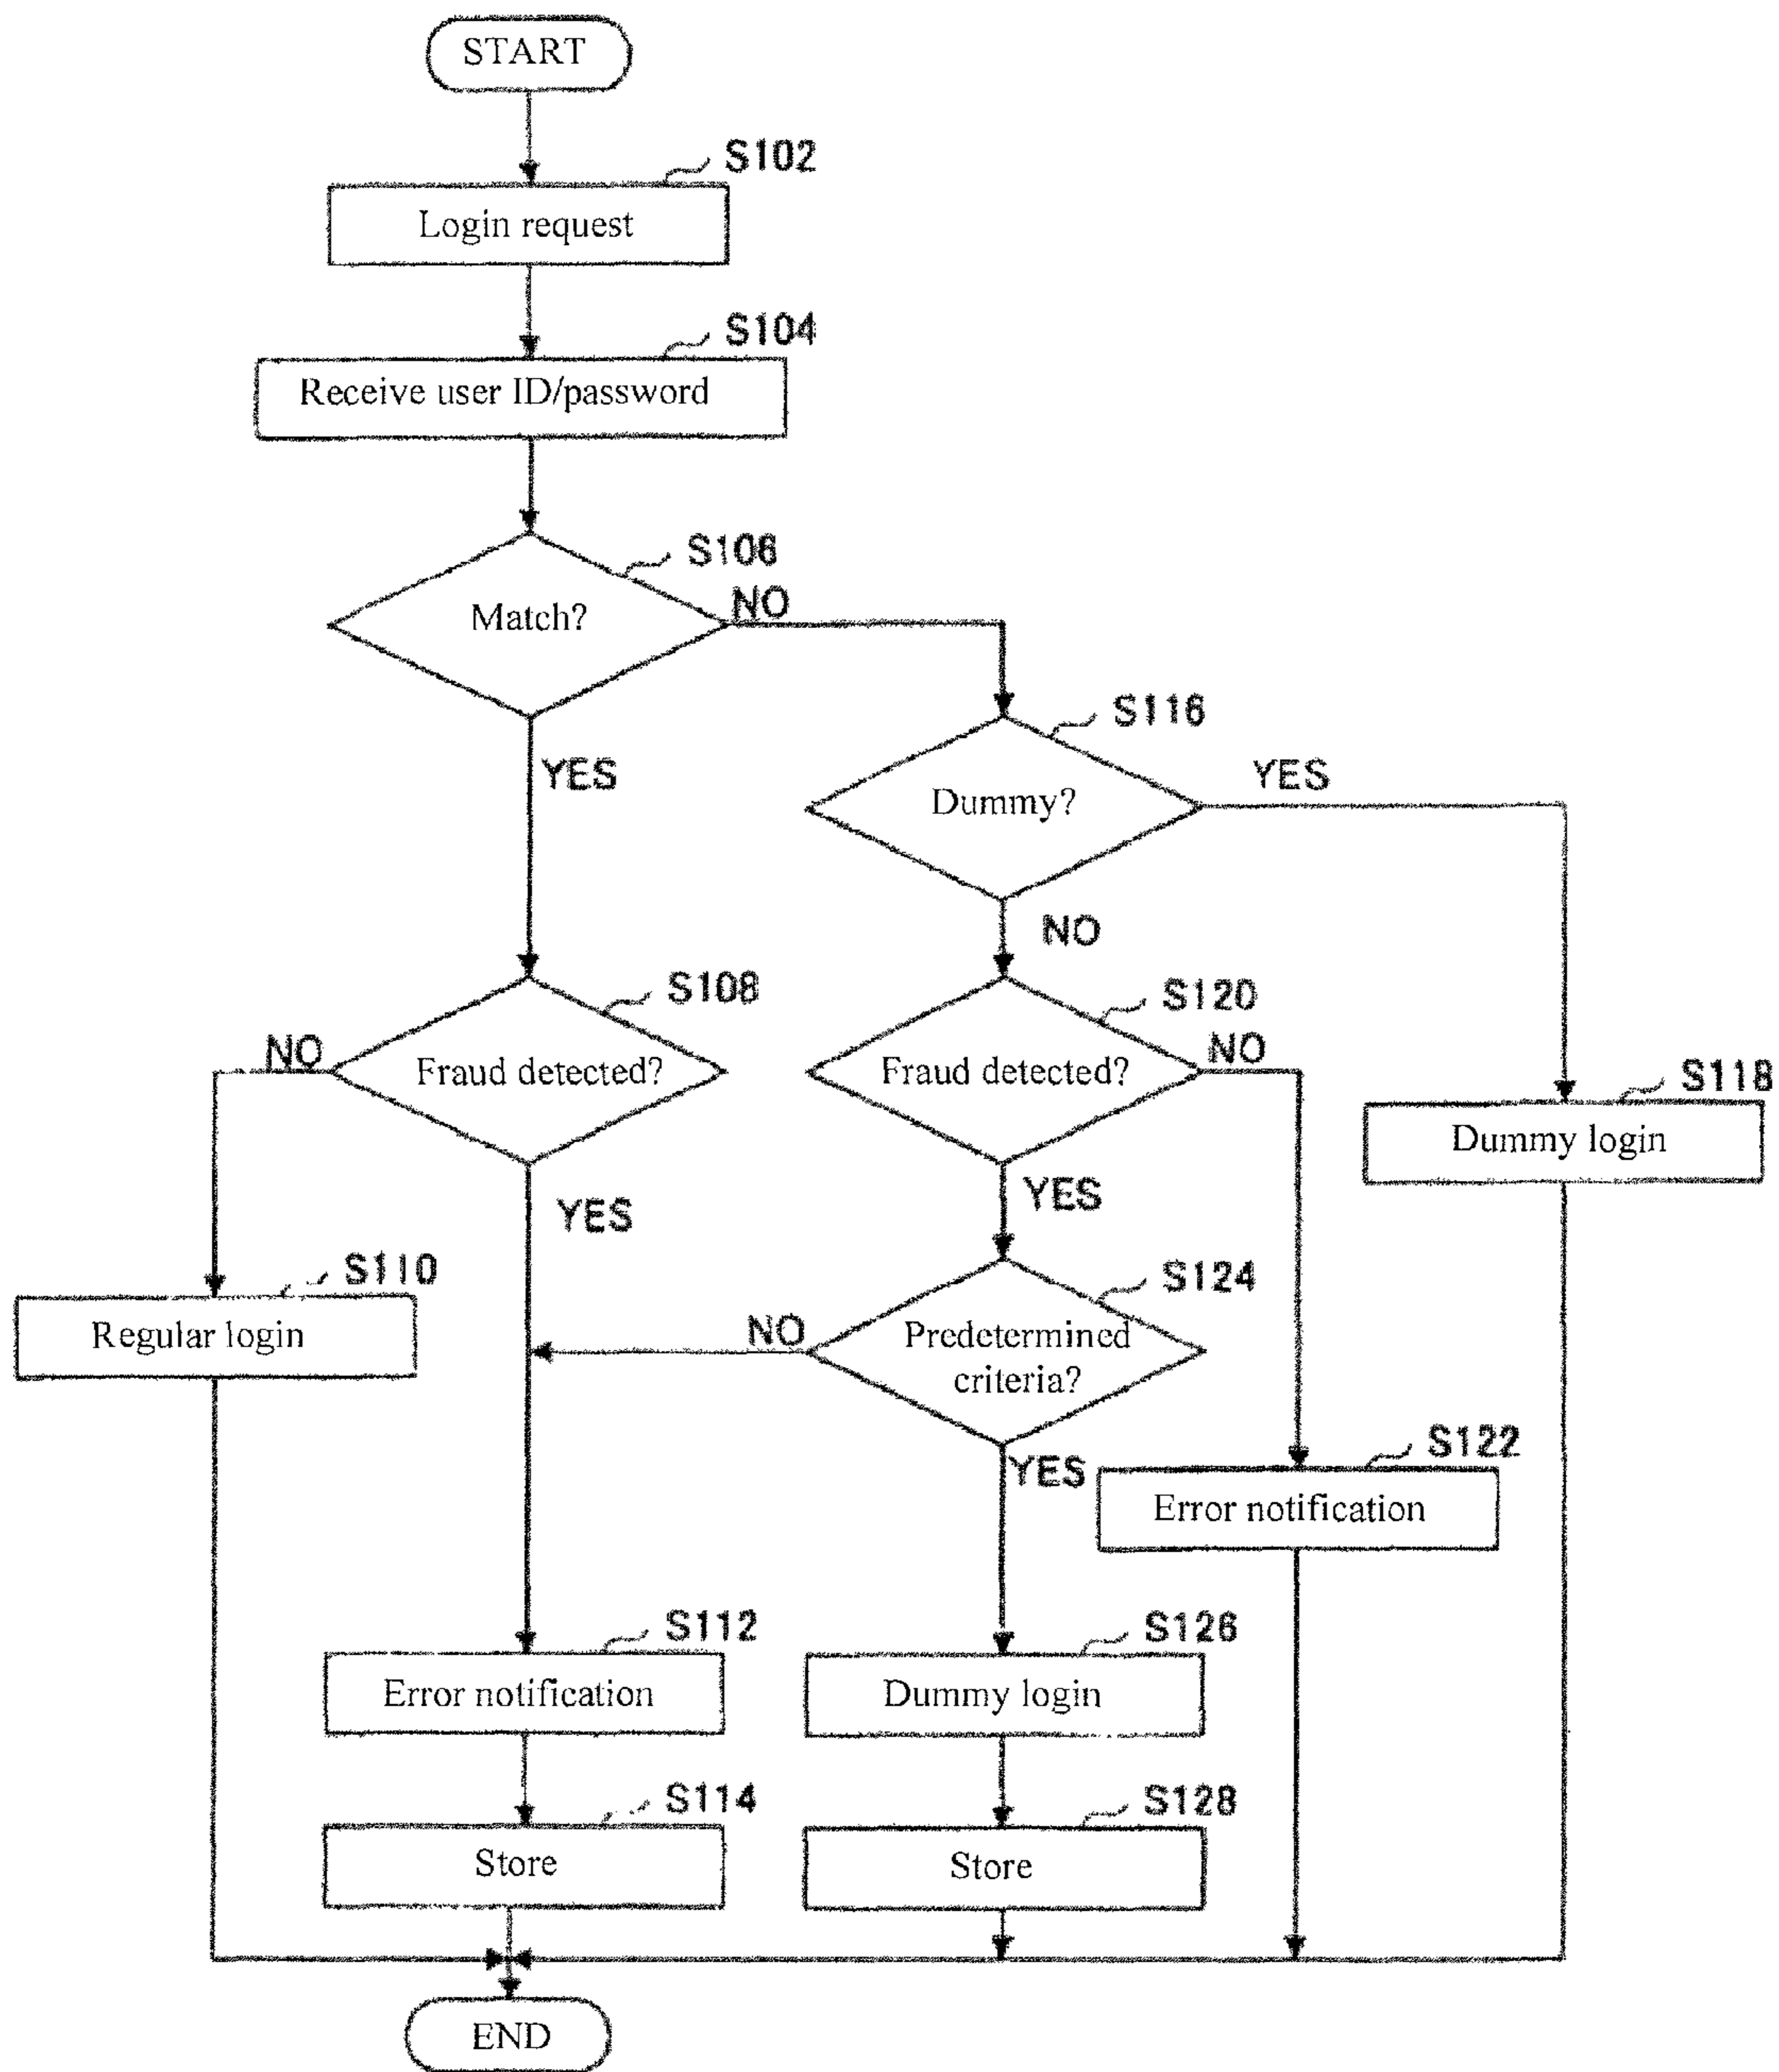 START
S102
Login request
S104
Receive user ID/password
S106
Match?
NO
YES
S116
Dummy?
YES
NO
S108
Fraud detected?
NO
YES
S120
Fraud detected?
NO
YES
S118
Dummy login
S110
Regular login
S124
Predetermined
criteria?
NO
YES
S122
Error notification
S112
Error notification
S126
Dummy login
S114
Store
S128
Store
END